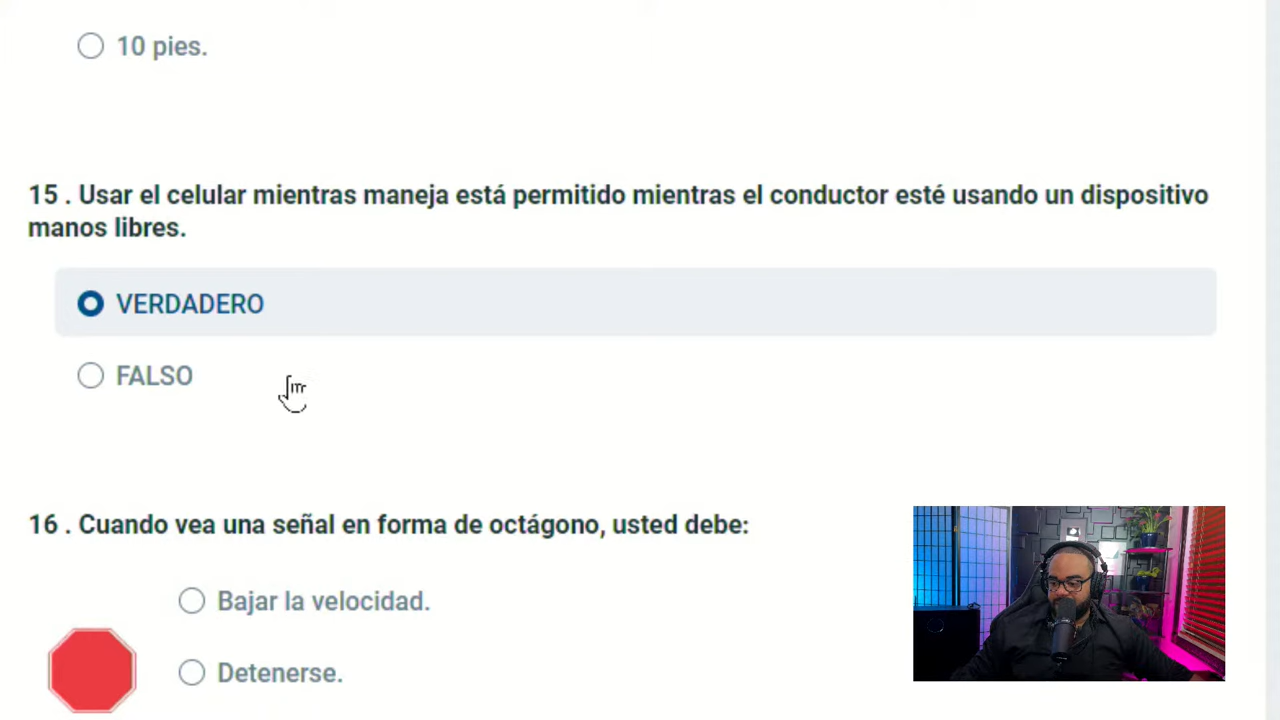 10 pies.
15 . Usar el celular mientras maneja está permitido mientras el conductor esté usando un dispositivo
manos libres.
VERDADERO
FALSO
16 . Cuando vea una señal en forma de octágono, usted debe:
Bajar la velocidad.
Detenerse.